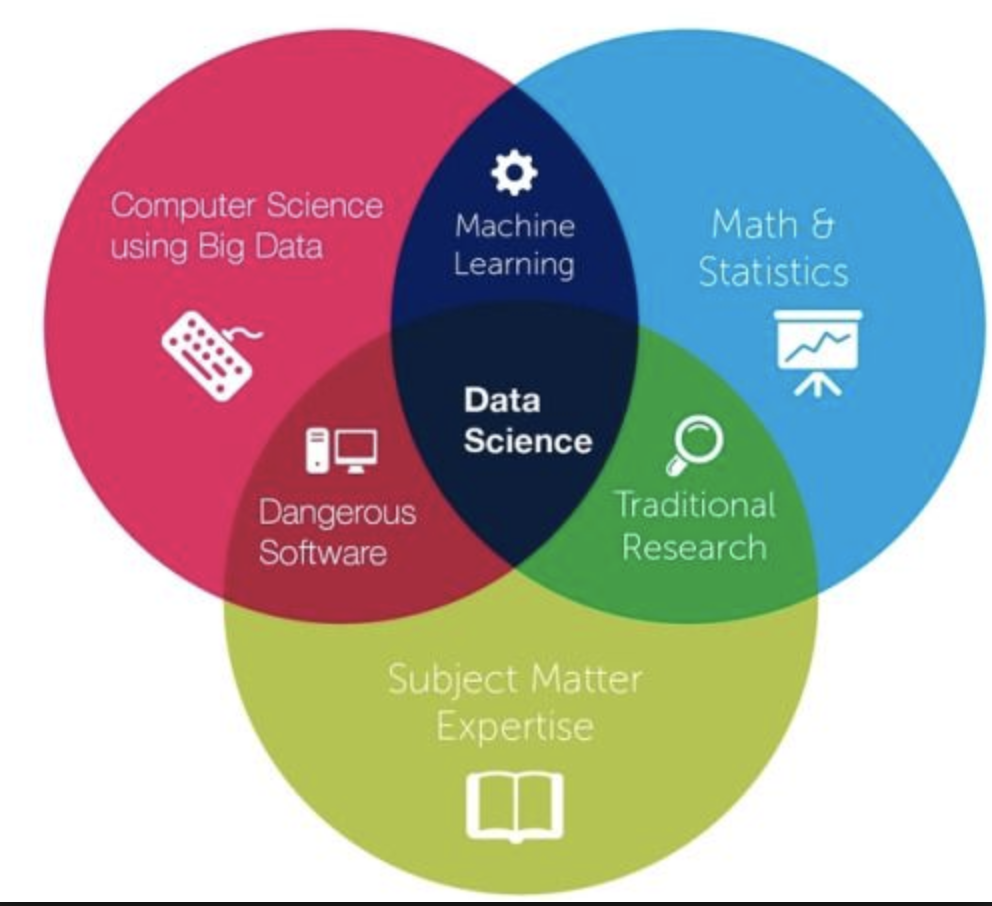 Computer Science
using Big Data
Machine
Learning
Math &
Statistics
Data
Science
Dangerous
Software
Traditional
Research
Subject Matter
Expertise